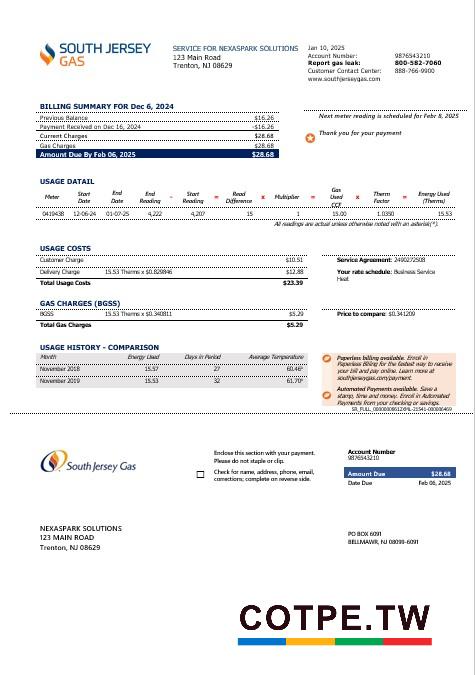 SOUTH JERSEY
GAS
SERVICE FOR NEXASPARK SOLUTIONS
123 Main Road
Trenton, NJ 08629
Jan 10, 2025
Account Number: 9876543210
Report gas leak: 800-582-7060
Customer Contact Center: 888-766-9900
www.southjerseygas.com
BILLING SUMMARY FOR Dec 6, 2024
Previous Balance $16.26
Payment Received on Dec 16, 2024 -$16.26
Current Charges $28.68
Gas Charges $28.68
Amount Due By Feb 06, 2025 $28.68
Next meter reading is scheduled for Febr 8, 2025
Thank you for your payment
USAGE DATAIL
Meter Start Date End Date End Reading - Start Reading = Read Difference x Multiplier = Gas Used CCF x Therm Factor = Energy Used (Therms)
0419438 12-06-24 01-07-25 4,222 4,207 15 1 15.00 1.0350 15.53
All readings are actual unless otherwise noted with an asterisk(*).
USAGE COSTS
Customer Charge $10.51
Delivery Charge 15.53 Therms x $0.829846 $12.88
Total Usage Costs $23.39
Service Agreement: 2490272508
Your rate schedule: Business Service
Heat
GAS CHARGES (BGSS)
BGSS 15.53 Therms x $0.340811 $5.29
Total Gas Charges $5.29
Price to compare: $0.341209
USAGE HISTORY - COMPARISON
Month Energy Used Days in Period Average Temperature
November 2018 15.57 27 60.46°
November 2019 15.53 32 61.70°
Paperless billing available. Enroll in
Paperless Billing for the fastest way to receive
your bill and pay online. Learn more at
southjerseygas.com/payment.
Automated Payments available. Save a
stamp, time and money. Enroll in Automated
Payments from your checking or savings.
South Jersey Gas
Enclose this section with your payment.
Please do not staple or clip.
Check for name, address, phone, email,
corrections; complete on reverse side.
Account Number
9876543210
Amount Due $28.68
Date Due Feb 06, 2025
NEXASPARK SOLUTIONS
123 MAIN ROAD
Trenton, NJ 08629
PO BOX 6091
BELLMAWR, NJ 08099-6091
COTPE.TW